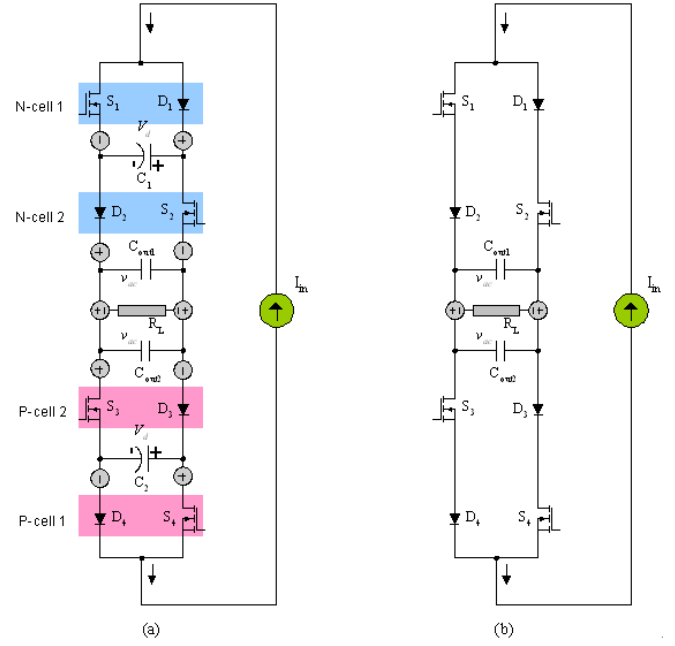 N-cell 1
S1
D1
Vd
- +
C1
N-cell 2
D2
S2
Cout1
vac
RL
Iin
vac
Cout2
P-cell 2
S3
D3
Vd
- +
C2
P-cell 1
D4
S4
(a)
S1
D1
D2
S2
Cout1
vac
RL
Iin
vac
Cout2
S3
D3
D4
S4
(b)